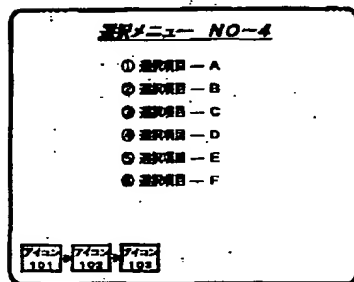 選択メニュー NO-4
① 選択項目 — A
② 選択項目 — B
③ 選択項目 — C
④ 選択項目 — D
⑤ 選択項目 — E
⑥ 選択項目 — F
アイコン 101 アイコン 102 アイコン 103